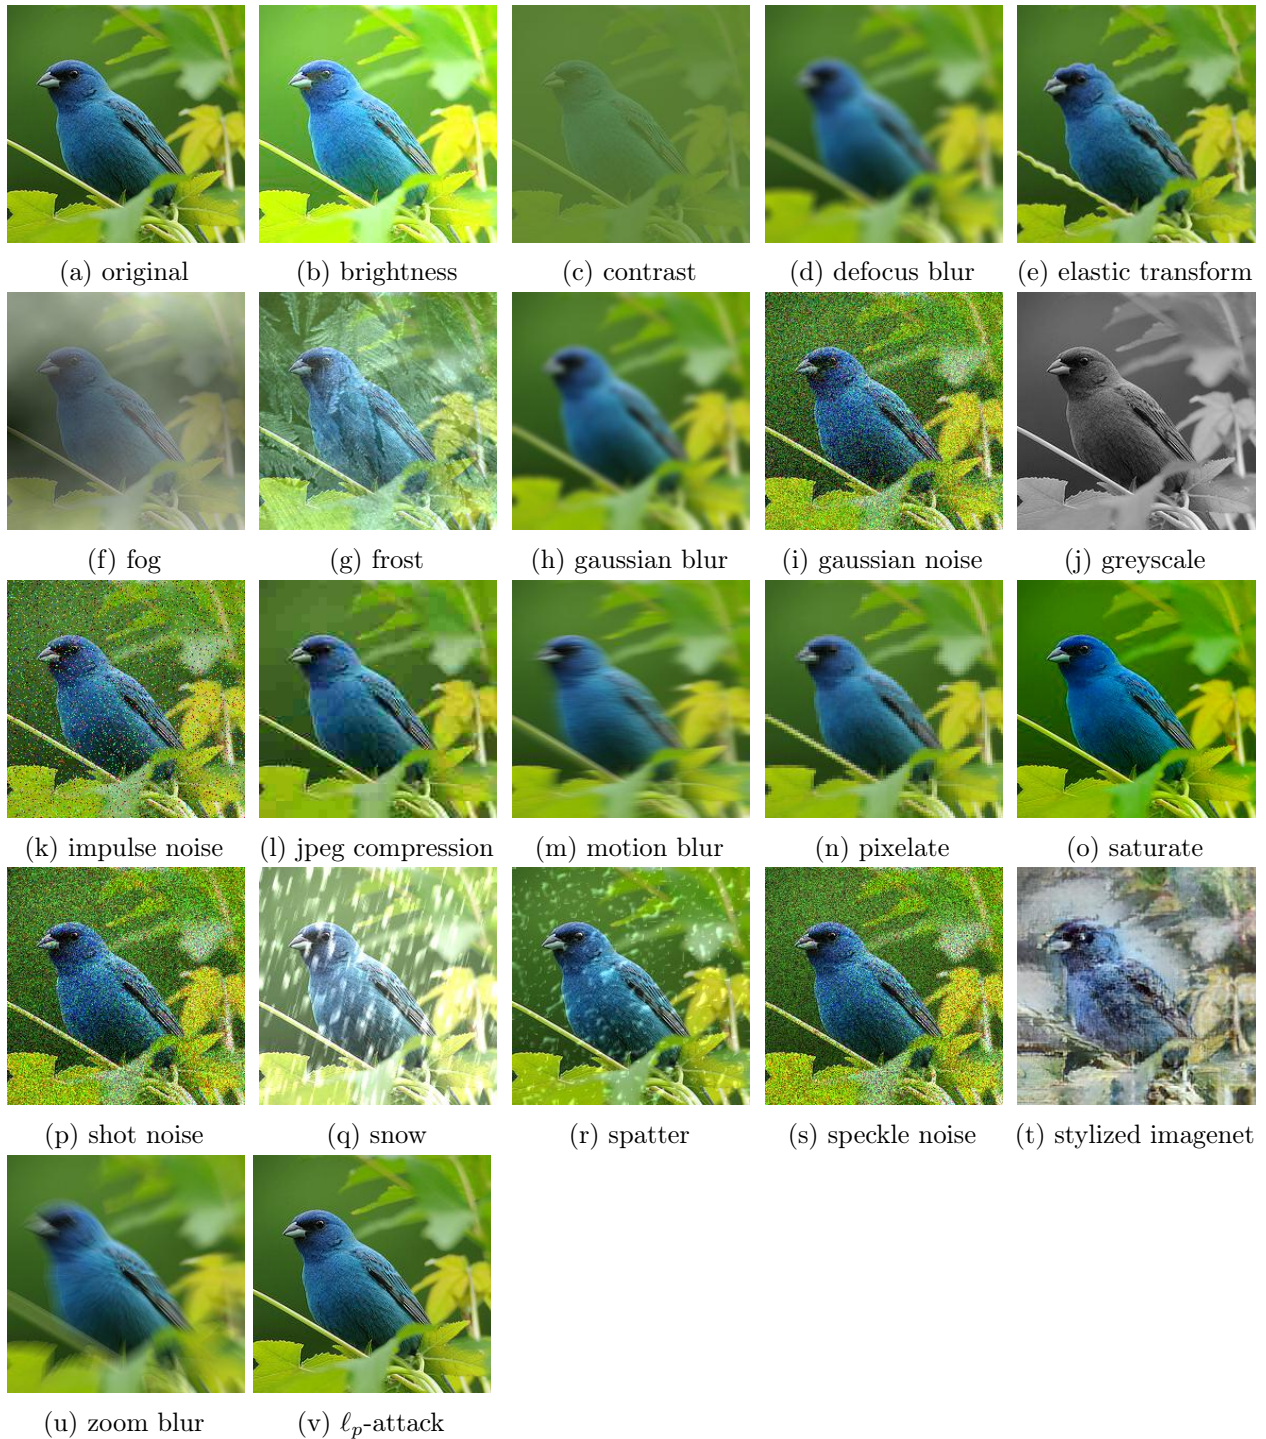 (a) original
(b) brightness
(c) contrast
(d) defocus blur
(e) elastic transform
(f) fog
(g) frost
(h) gaussian blur
(i) gaussian noise
(j) greyscale
(k) impulse noise
(l) jpeg compression
(m) motion blur
(n) pixelate
(o) saturate
(p) shot noise
(q) snow
(r) spatter
(s) speckle noise
(t) stylized imagenet
(u) zoom blur
(v) ℓₚ-attack